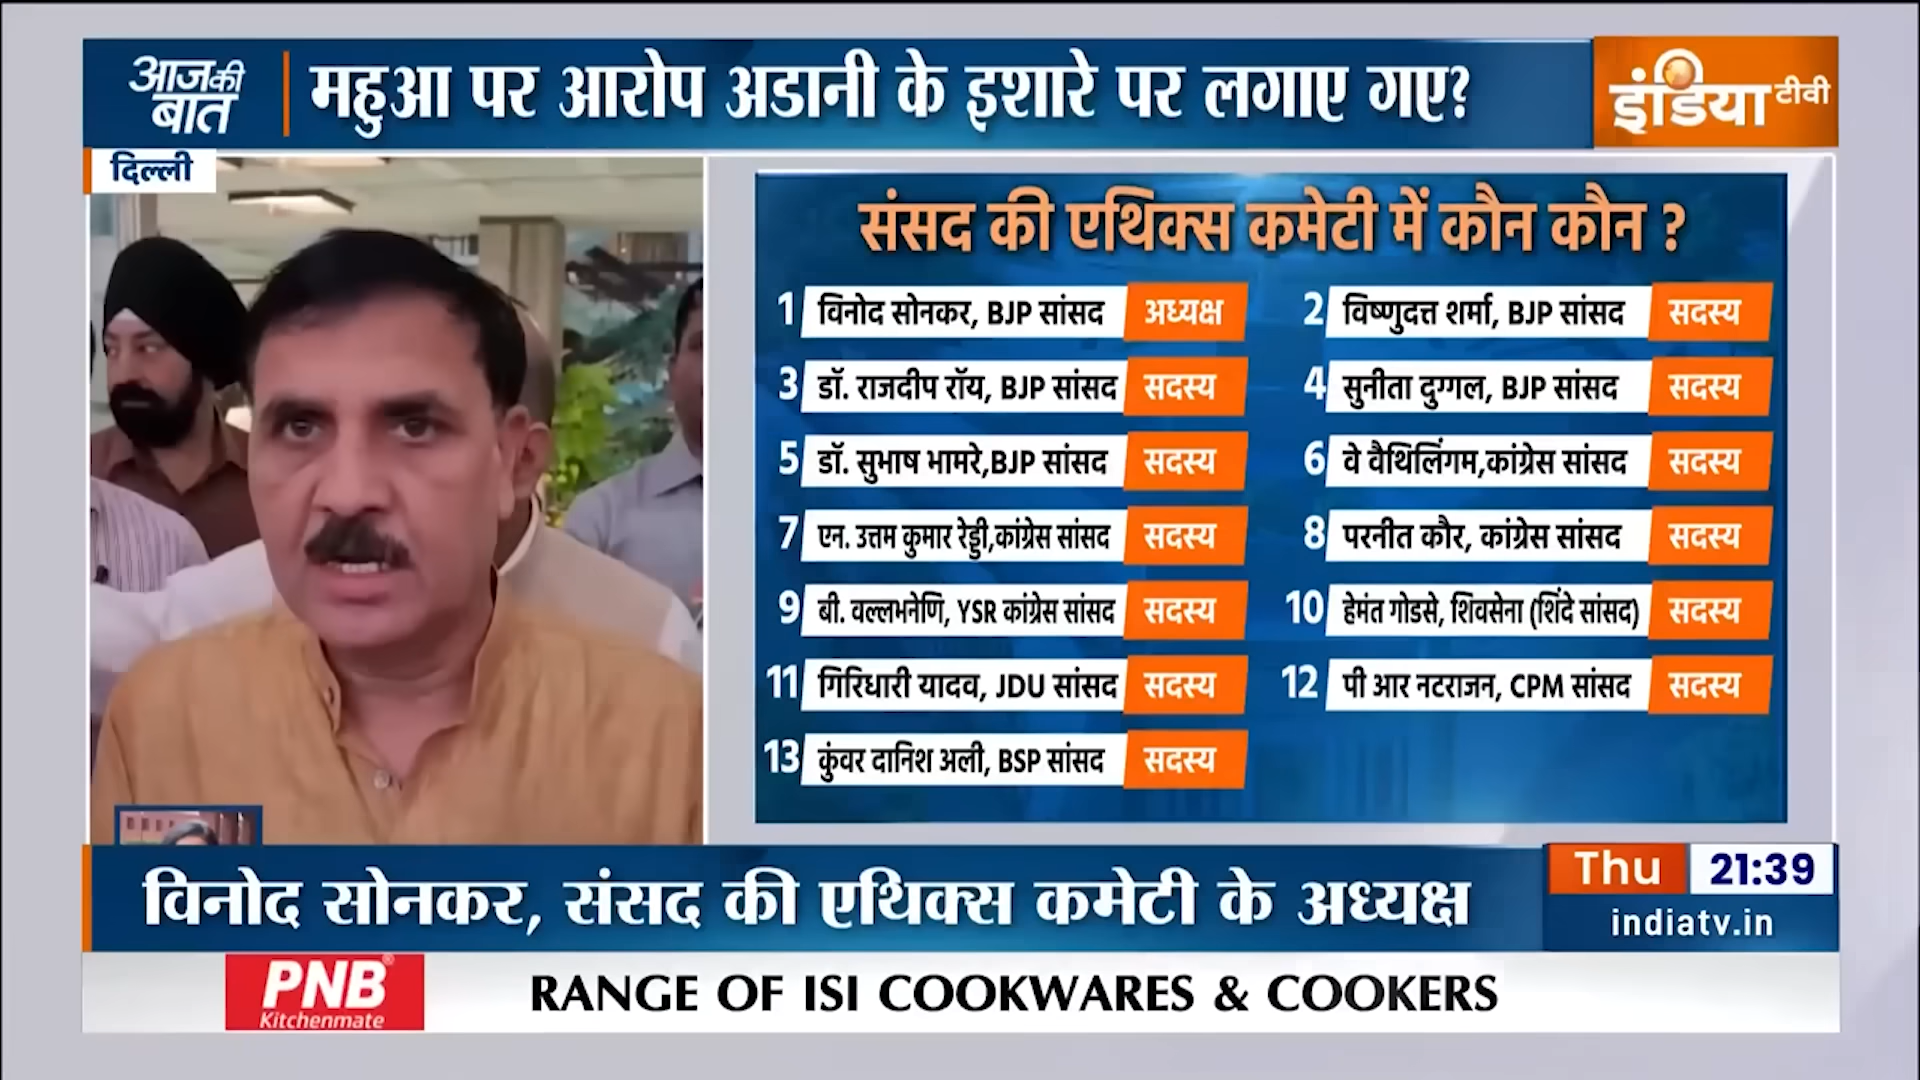 आज की
बात
महुआ पर आरोप अडानी के इशारे पर लगाए गए?
इंडिया टीवी
दिल्ली
संसद की एथिक्स कमेटी में कौन कौन ?
1 विनोद सोनकर, BJP सांसद अध्यक्ष
2 विष्णुदत्त शर्मा, BJP सांसद सदस्य
3 डॉ. राजदीप रॉय, BJP सांसद सदस्य
4 सुनीता दुग्गल, BJP सांसद सदस्य
5 डॉ. सुभाष भामरे,BJP सांसद सदस्य
6 वे वैथिलिंगम,कांग्रेस सांसद सदस्य
7 एन. उत्तम कुमार रेड्डी,कांग्रेस सांसद सदस्य
8 परनीत कौर, कांग्रेस सांसद सदस्य
9 बी. वल्लभनेणि, YSR कांग्रेस सांसद सदस्य
10 हेमंत गोडसे, शिवसेना (शिंदे सांसद) सदस्य
11 गिरिधारी यादव, JDU सांसद सदस्य
12 पी आर नटराजन, CPM सांसद सदस्य
13 कुंवर दानिश अली, BSP सांसद सदस्य
विनोद सोनकर, संसद की एथिक्स कमेटी के अध्यक्ष
Thu 21:39
indiatv.in
PNB®
Kitchenmate
RANGE OF ISI COOKWARES & COOKERS